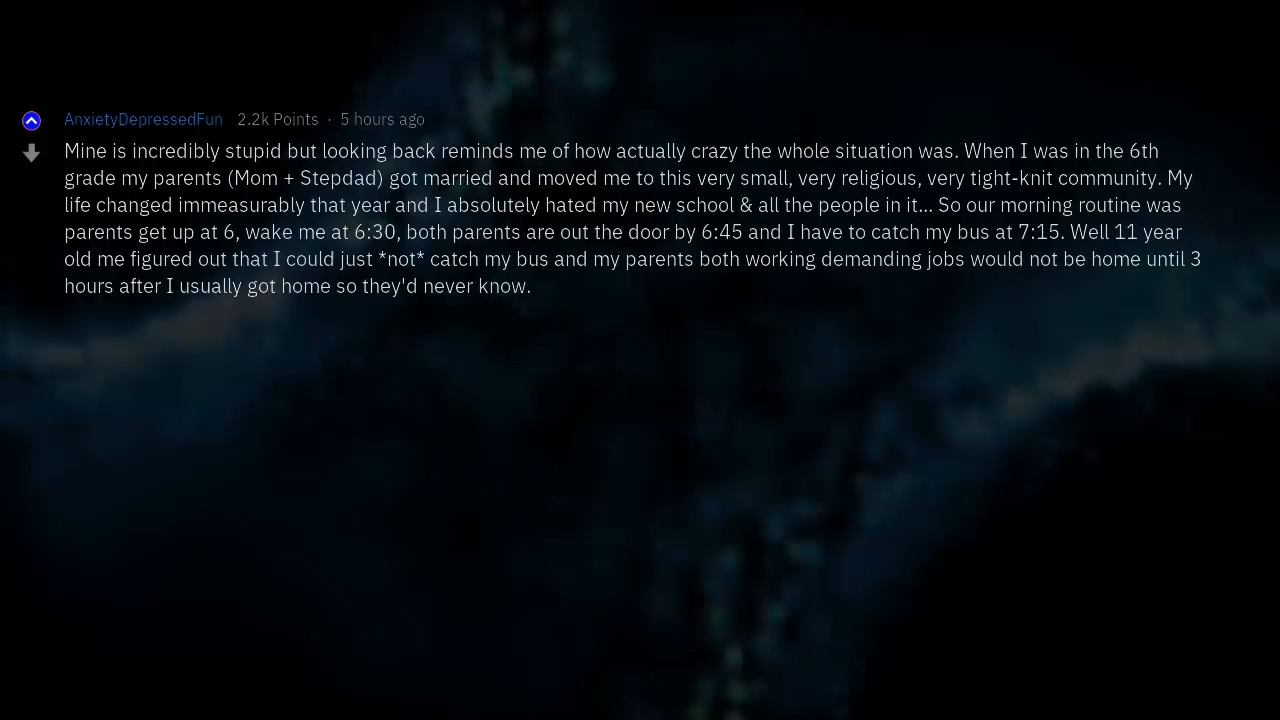 AnxietyDepressedFun 2.2k Points · 5 hours ago
Mine is incredibly stupid but looking back reminds me of how actually crazy the whole situation was. When I was in the 6th
grade my parents (Mom + Stepdad) got married and moved me to this very small, very religious, very tight-knit community. My
life changed immeasurably that year and I absolutely hated my new school & all the people in it... So our morning routine was
parents get up at 6, wake me at 6:30, both parents are out the door by 6:45 and I have to catch my bus at 7:15. Well 11 year
old me figured out that I could just *not* catch my bus and my parents both working demanding jobs would not be home until 3
hours after I usually got home so they'd never know.